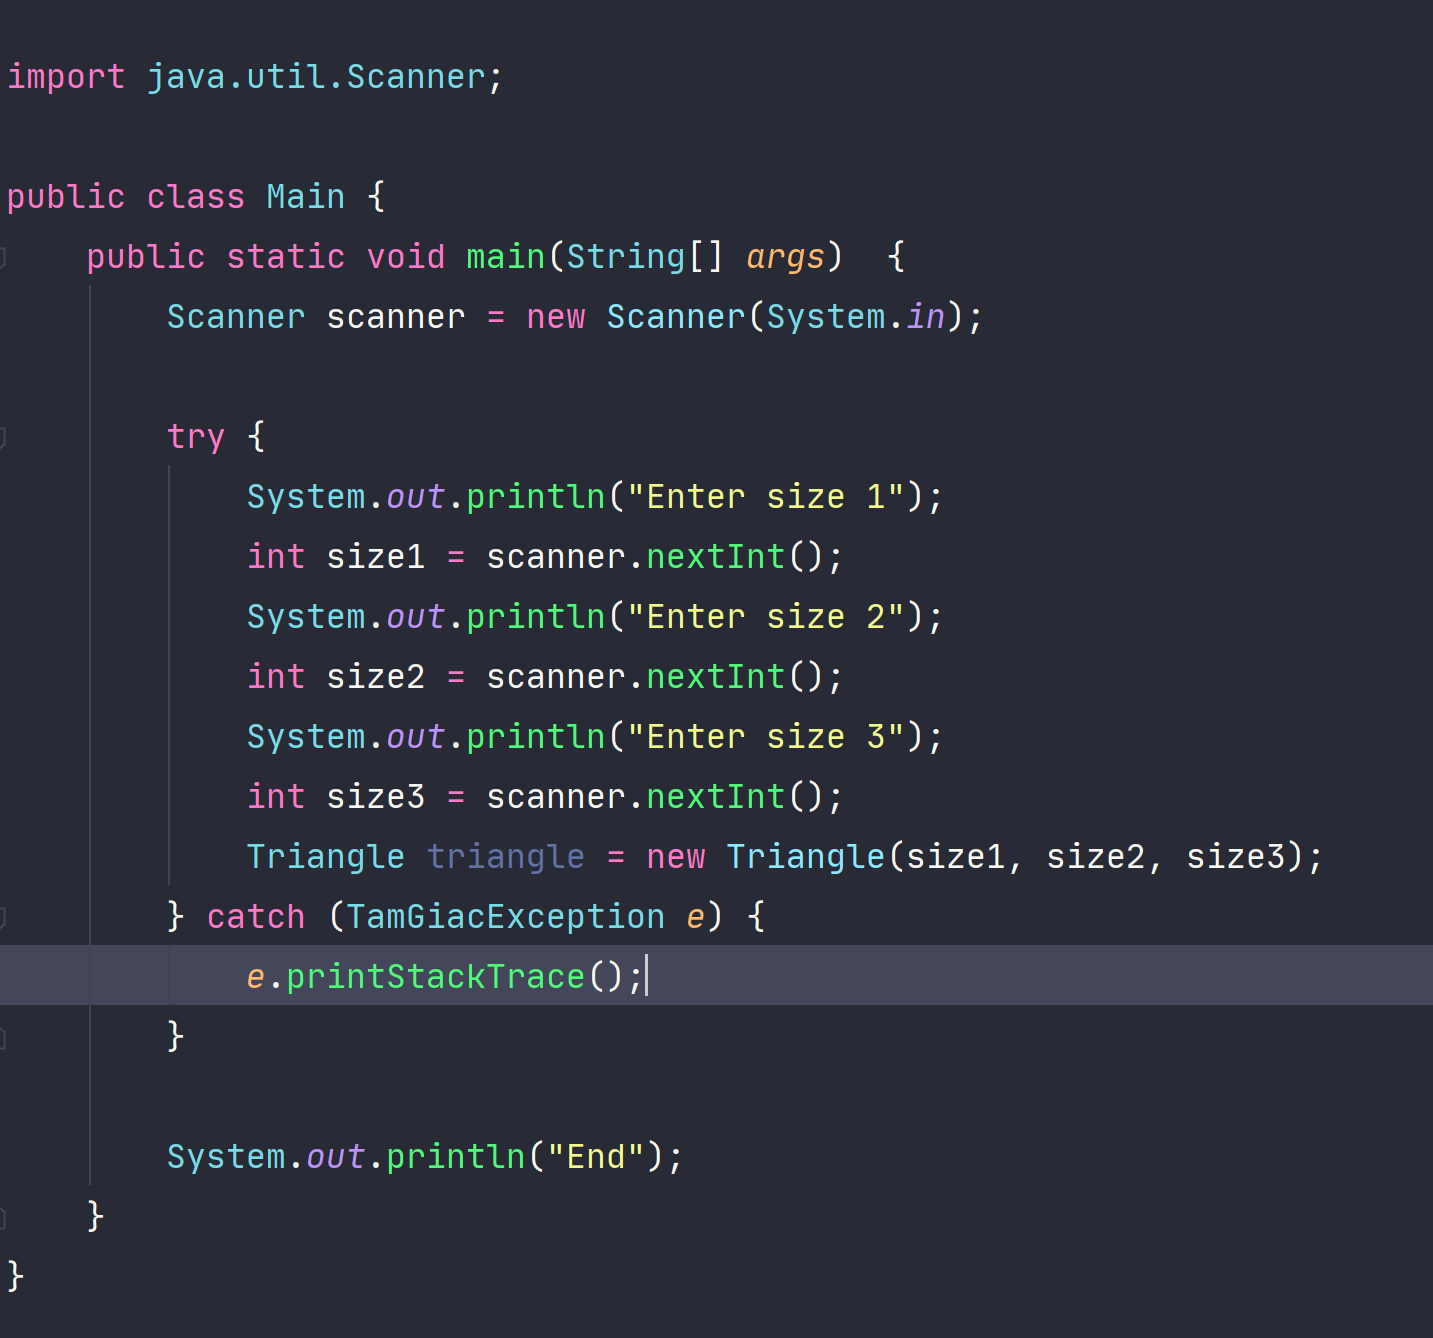 import java.util.Scanner;
public class Main {
    public static void main(String[] args)  {
        Scanner scanner = new Scanner(System.in);
        try {
            System.out.println("Enter size 1");
            int size1 = scanner.nextInt();
            System.out.println("Enter size 2");
            int size2 = scanner.nextInt();
            System.out.println("Enter size 3");
            int size3 = scanner.nextInt();
            Triangle triangle = new Triangle(size1, size2, size3);
        } catch (TamGiacException e) {
            e.printStackTrace();
        }
        System.out.println("End");
    }
}